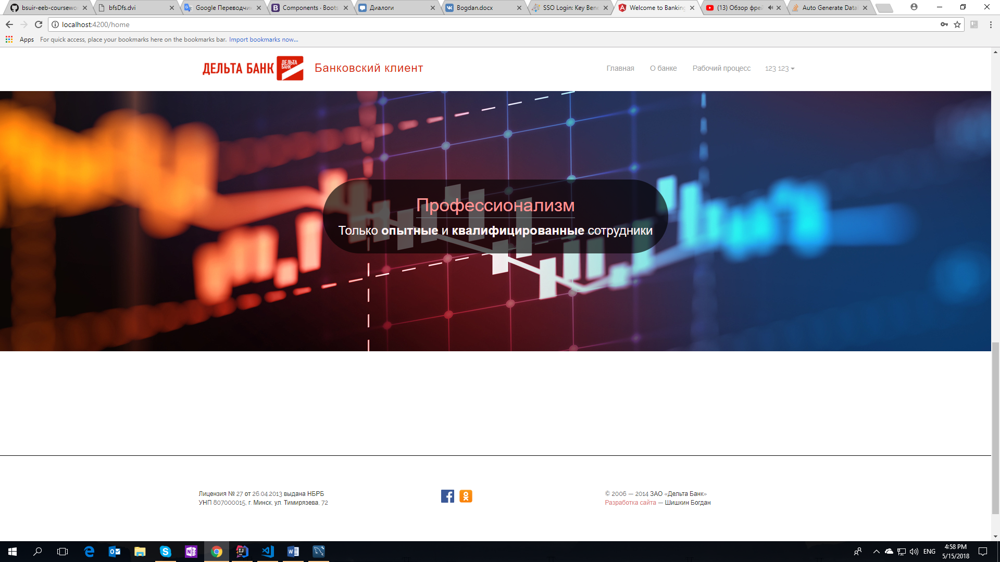 bsuir-eeb-coursewo
bfsDfs.dvi
Google Переводчик
Components · Boots
Диалоги
Bogdan.docx
SSO Login: Key Bene
Welcome to Banking
(13) Обзор фрей
Auto Generate Datab
localhost:4200/home
Apps
For quick access, place your bookmarks here on the bookmarks bar. Import bookmarks now...
ДЕЛЬТА БАНК
ДЕЛЬТА
БАНК
Банковский клиент
Главная
О банке
Рабочий процесс
123 123
Профессионализм
Только опытные и квалифицированные сотрудники
Лицензия № 27 от 26.04.2013 выдана НБРБ
УНП 807000015, г. Минск, ул. Тимирязева, 72
© 2006 — 2014 ЗАО «Дельта Банк»
Разработка сайта — Шишкин Богдан
ENG
4:58 PM
5/15/2018